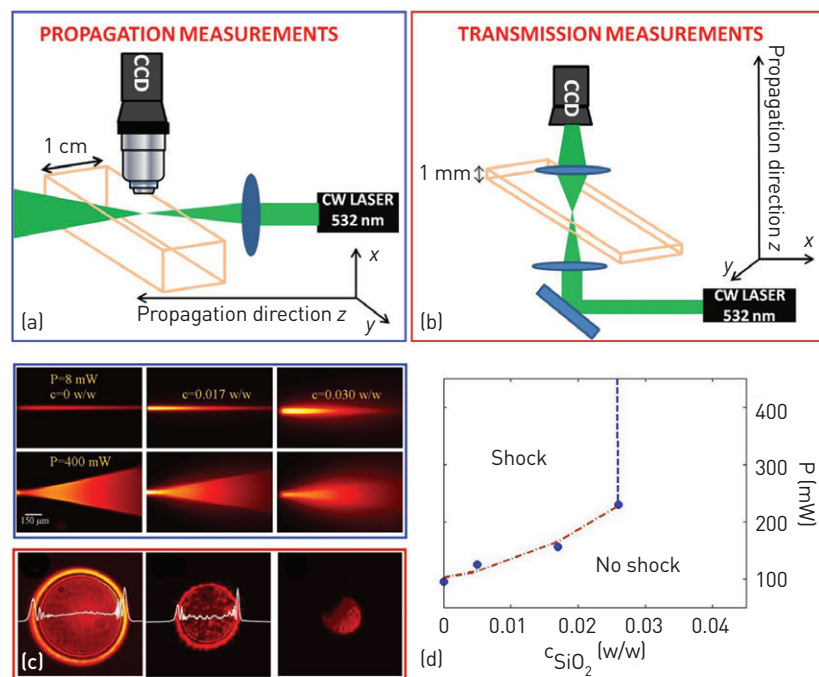 PROPAGATION MEASUREMENTS
CCD
1 cm
CW LASER
532 nm
x
Propagation direction z
y
(a)
TRANSMISSION MEASUREMENTS
CCD
1 mm
Propagation direction z
x
y
CW LASER
532 nm
(b)
P=8 mW
c=0 w/w
c=0.017 w/w
c=0.030 w/w
P=400 mW
150 µm
(c)
Shock
No shock
400
300
200
100
P (mW)
0
0.01
0.02
0.03
0.04
cSiO2 (w/w)
(d)